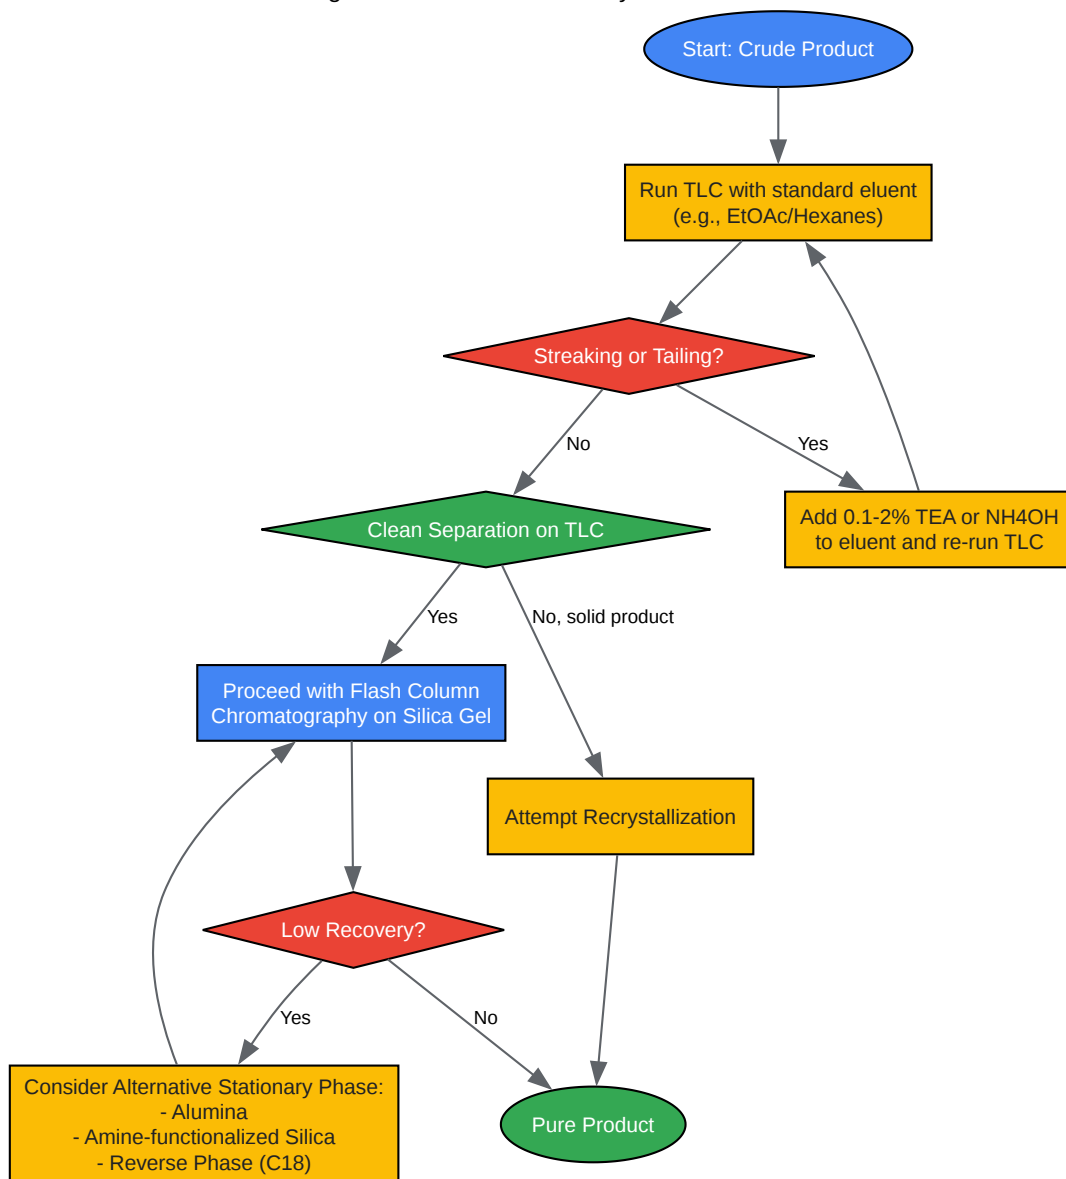 Start: Crude Product
Run TLC with standard eluent
(e.g., EtOAc/Hexanes)
Streaking or Tailing?
No
Yes
Clean Separation on TLC
Add 0.1-2% TEA or NH4OH
to eluent and re-run TLC
Yes
No, solid product
Proceed with Flash Column
Chromatography on Silica Gel
Attempt Recrystallization
Low Recovery?
Yes
No
Consider Alternative Stationary Phase:
- Alumina
- Amine-functionalized Silica
- Reverse Phase (C18)
Pure Product